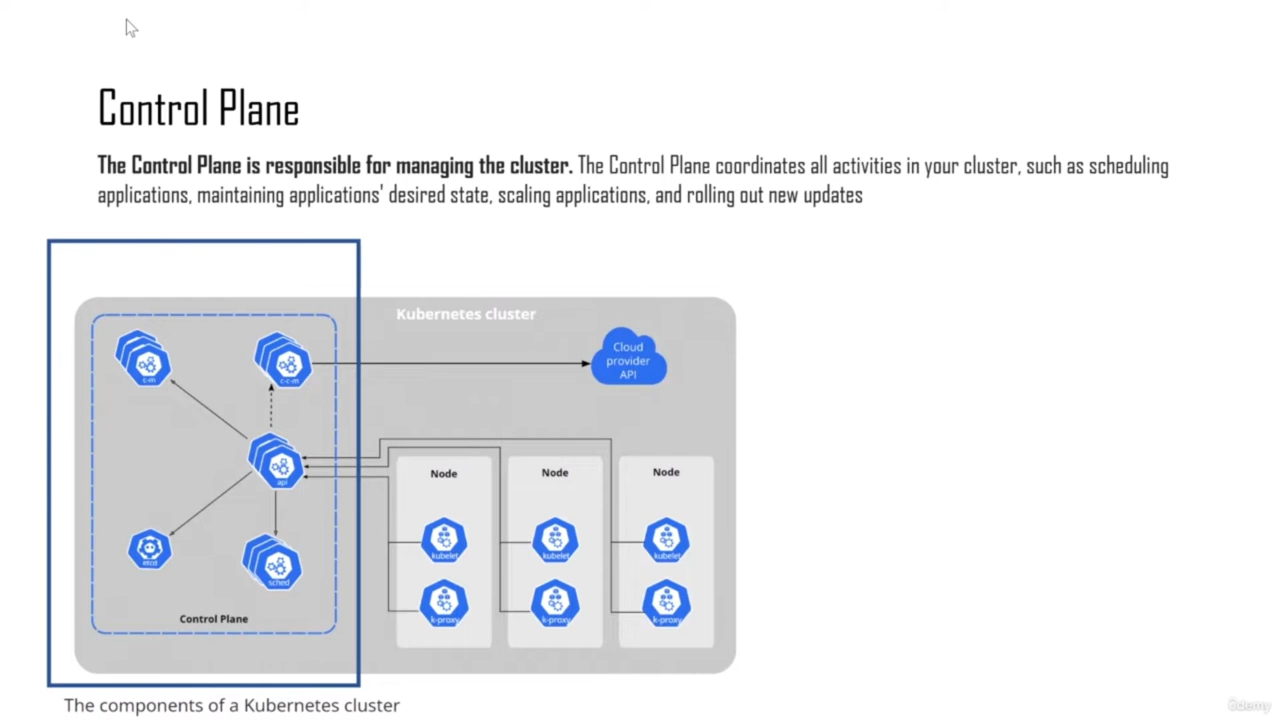 Control Plane
The Control Plane is responsible for managing the cluster. The Control Plane coordinates all activities in your cluster, such as scheduling
applications, maintaining applications' desired state, scaling applications, and rolling out new updates
Kubernetes cluster
c-m
c-c-m
Cloud
provider
API
api
Node
Node
Node
etcd
sched
kubelet
kubelet
kubelet
k-proxy
k-proxy
k-proxy
Control Plane
The components of a Kubernetes cluster
ûdemy